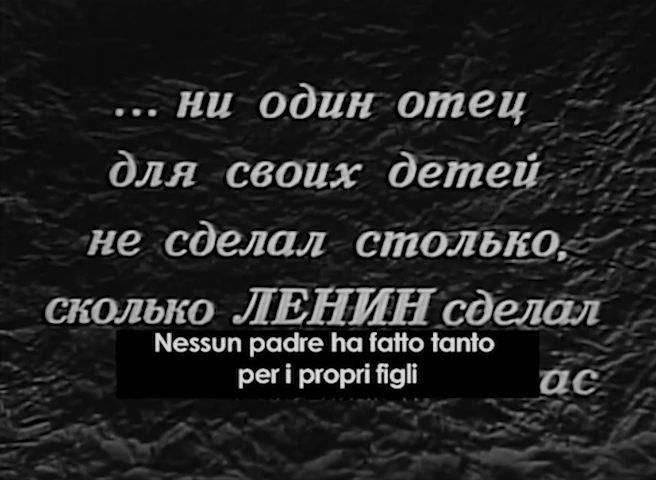 ... ни один отец
для своих детей
не сделал столько,
сколько ЛЕНИН сделал
Nessun padre ha fatto tanto
per i propri figli